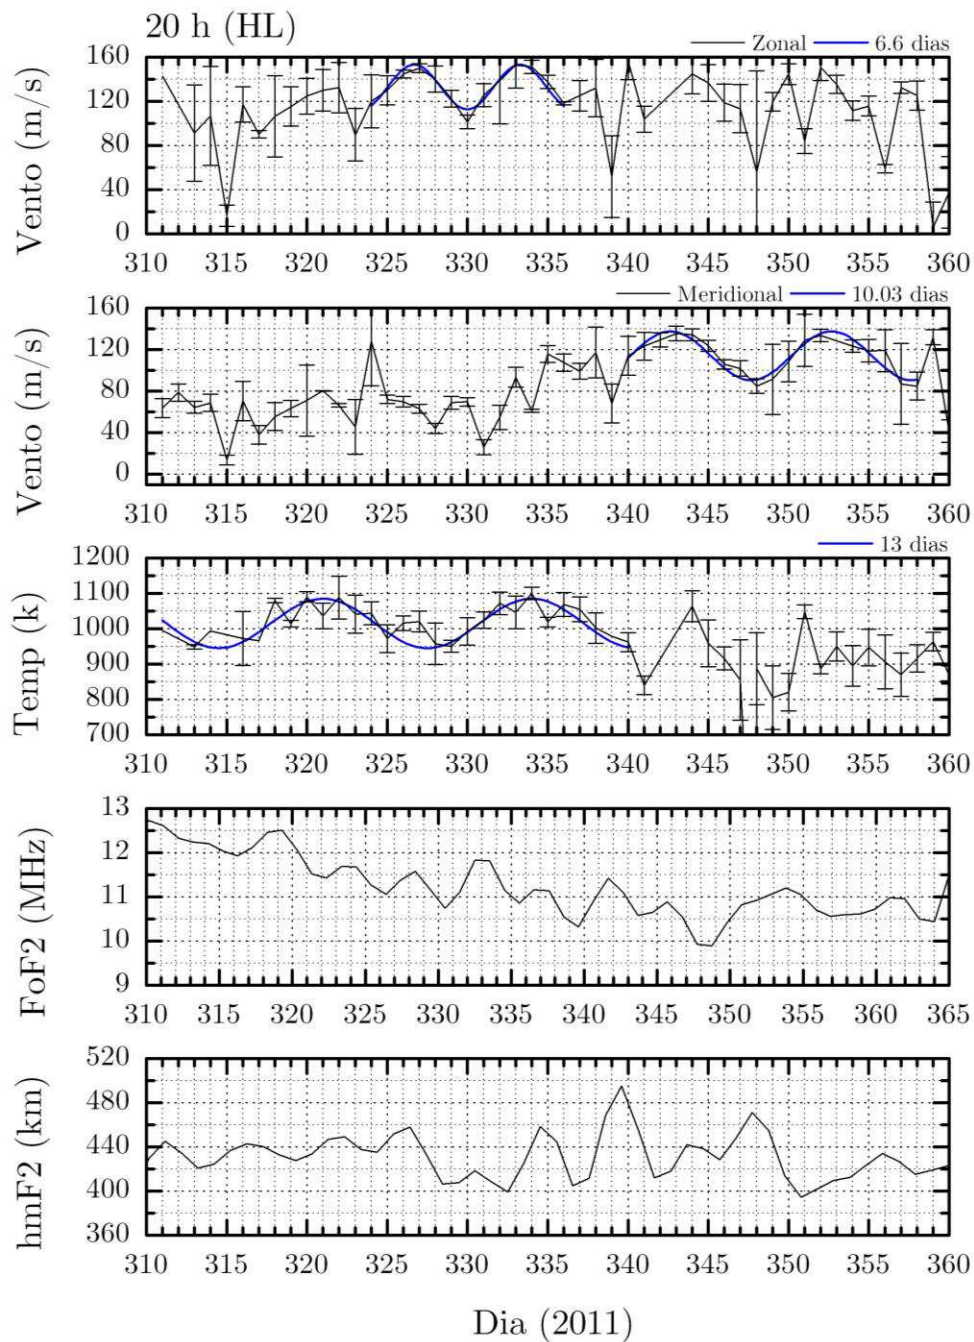 20 h (HL)
Zonal 6.6 dias
160
120
80
40
0
Vento (m/s)
310 315 320 325 330 335 340 345 350 355 360
Meridional 10.03 dias
160
120
80
40
0
Vento (m/s)
310 315 320 325 330 335 340 345 350 355 360
13 dias
1200
1100
1000
900
800
700
Temp (k)
310 315 320 325 330 335 340 345 350 355 360
13
12
11
10
9
FoF2 (MHz)
310 315 320 325 330 335 340 345 350 355 360 365
520
480
440
400
360
hmF2 (km)
310 315 320 325 330 335 340 345 350 355 360
Dia (2011)